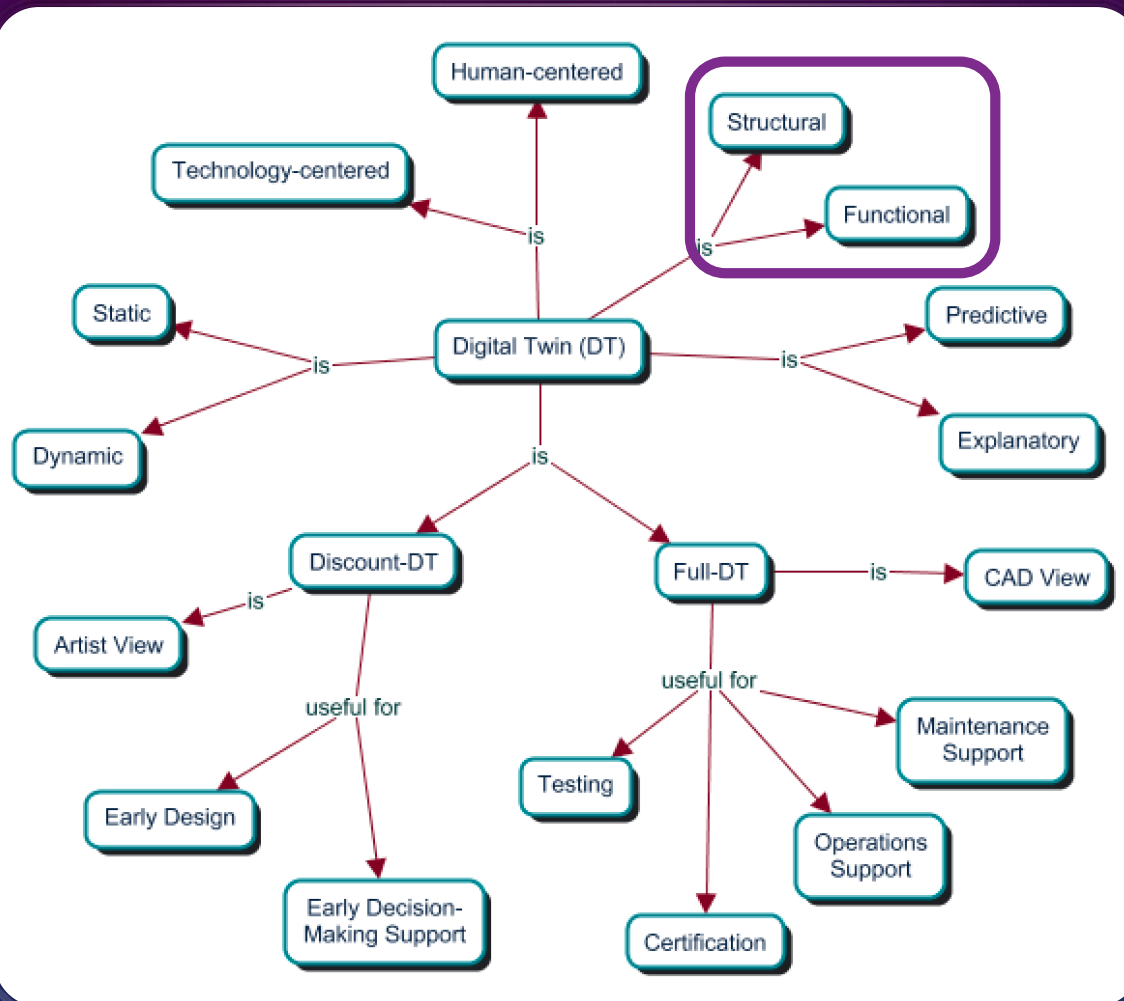 Human-centered
Structural
Technology-centered
Functional
is
is
Static
Predictive
Digital Twin (DT)
is
is
Dynamic
Explanatory
is
Discount-DT
Full-DT
is
CAD View
is
Artist View
useful for
useful for
Maintenance
Support
Testing
Early Design
Operations
Support
Early Decision-
Making Support
Certification